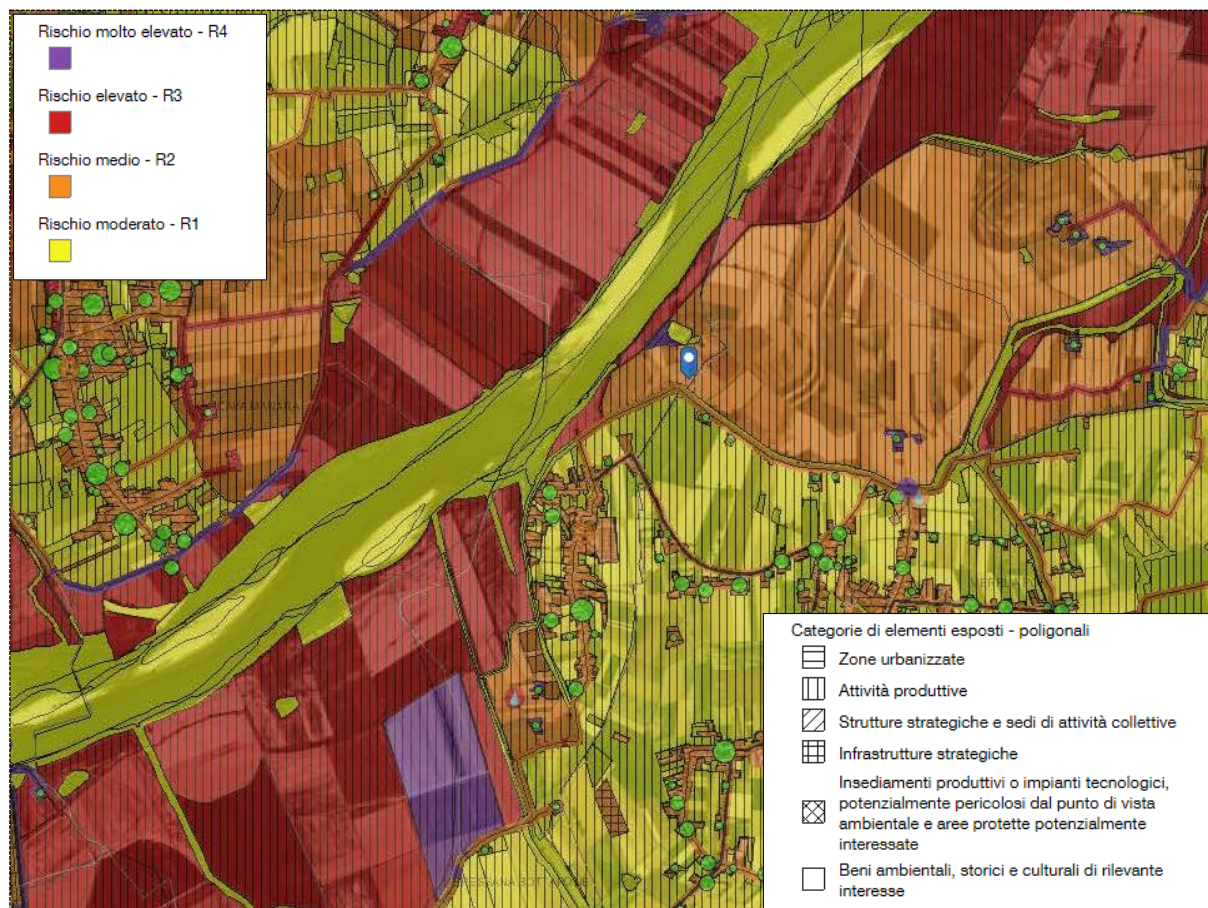 Rischio molto elevato - R4
Rischio elevato - R3
Rischio medio - R2
Rischio moderato - R1
Categorie di elementi esposti - poligonali
Zone urbanizzate
Attività produttive
Strutture strategiche e sedi di attività collettive
Infrastrutture strategiche
Insediamenti produttivi o impianti tecnologici,
potenzialmente pericolosi dal punto di vista
ambientale e aree protette potenzialmente
interessate
Beni ambientali, storici e culturali di rilevante
interesse